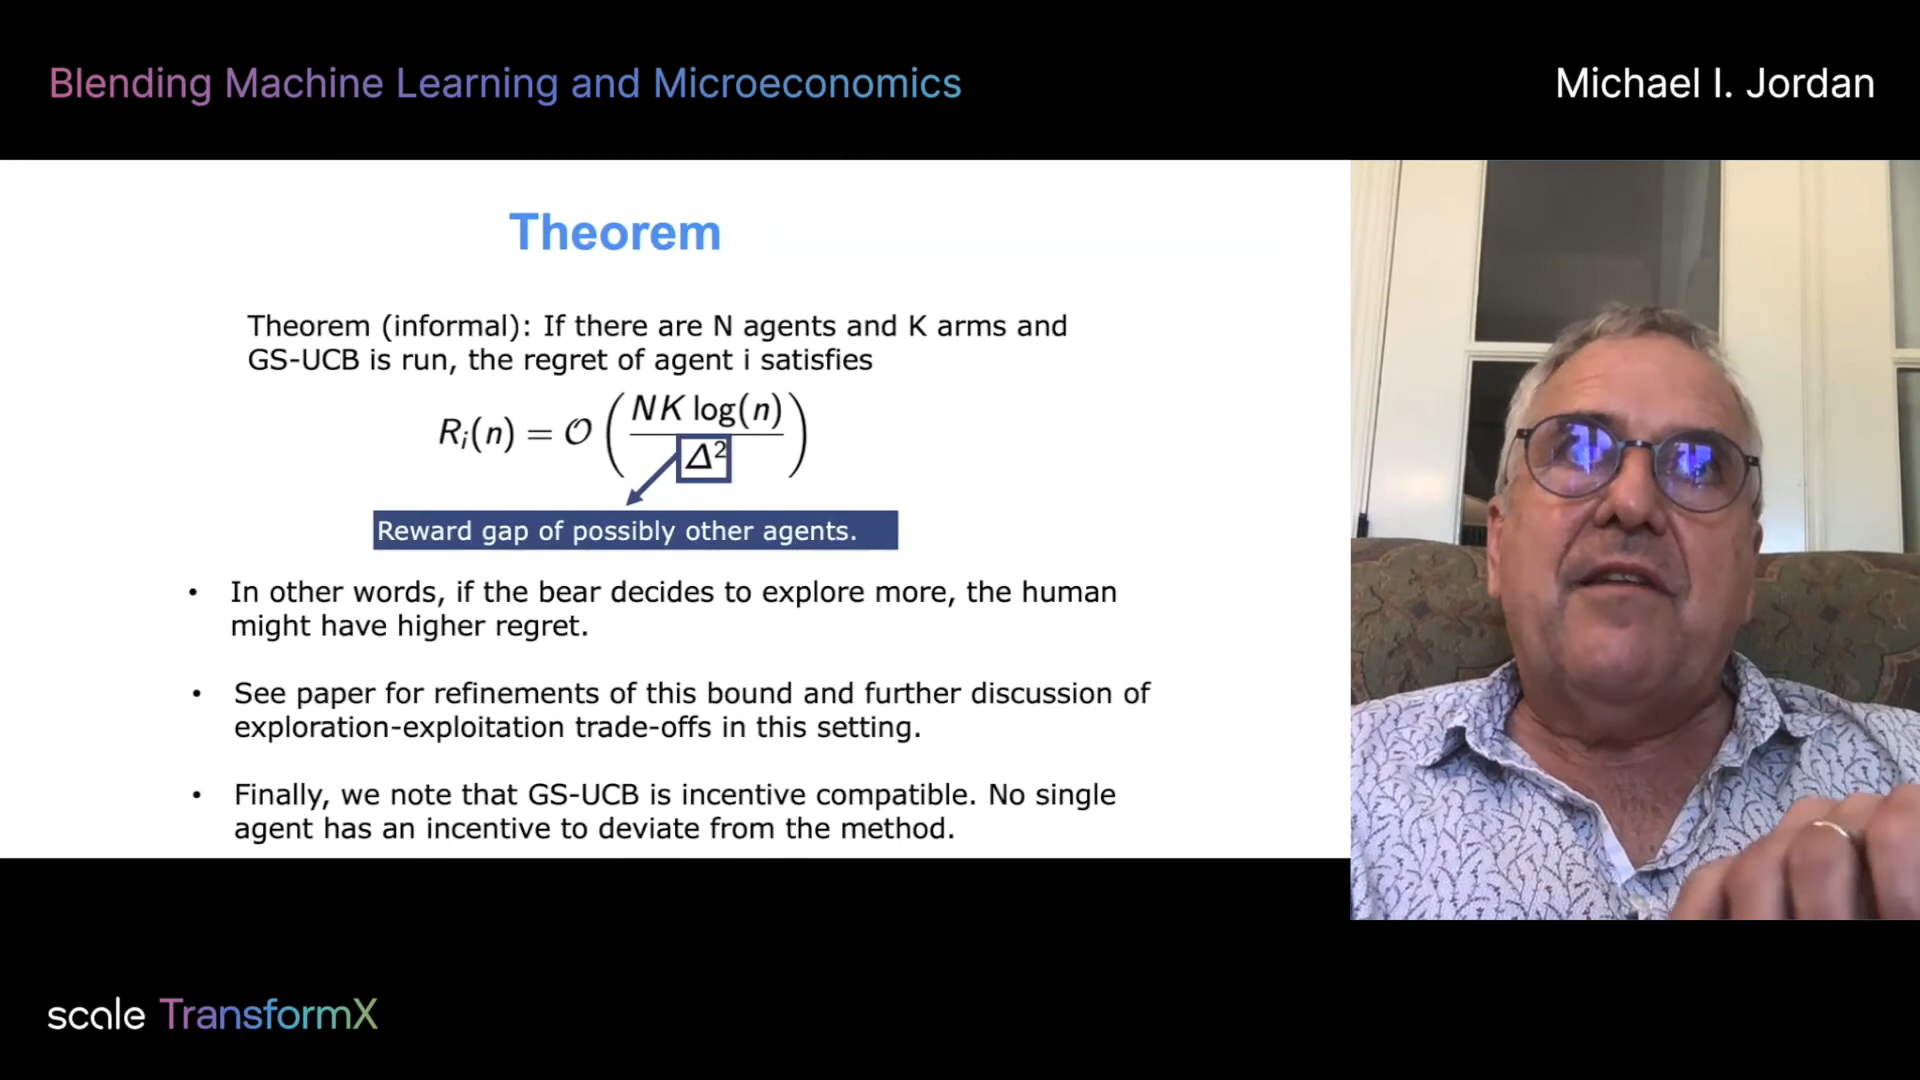 Blending Machine Learning and Microeconomics
Michael I. Jordan
Theorem
Theorem (informal): If there are N agents and K arms and
GS-UCB is run, the regret of agent i satisfies
Rᵢ(n) = 𝒪 ( NK log(n) / Δ² )
Reward gap of possibly other agents.
• In other words, if the bear decides to explore more, the human
might have higher regret.
• See paper for refinements of this bound and further discussion of
exploration-exploitation trade-offs in this setting.
• Finally, we note that GS-UCB is incentive compatible. No single
agent has an incentive to deviate from the method.
scale TransformX